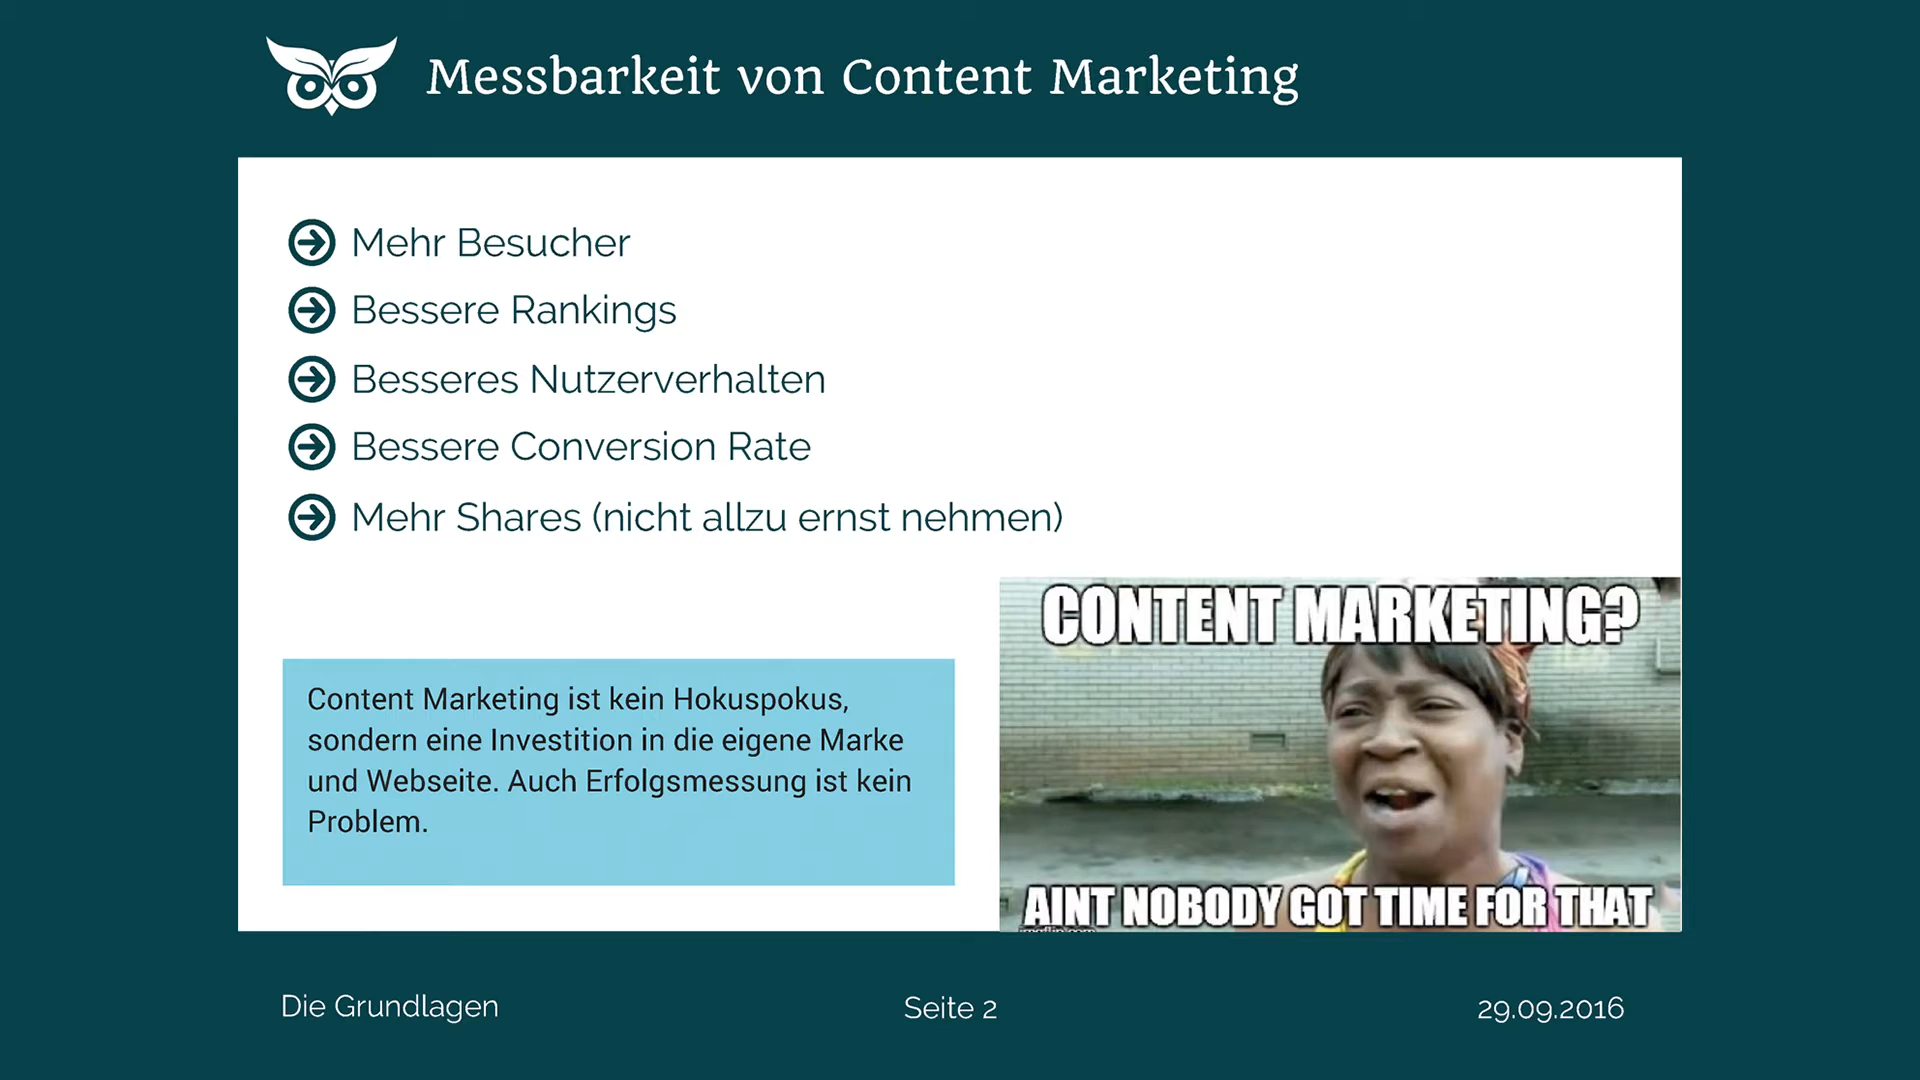 Messbarkeit von Content Marketing
Mehr Besucher
Bessere Rankings
Besseres Nutzerverhalten
Bessere Conversion Rate
Mehr Shares (nicht allzu ernst nehmen)
Content Marketing ist kein Hokuspokus,
sondern eine Investition in die eigene Marke
und Webseite. Auch Erfolgsmessung ist kein
Problem.
CONTENT MARKETING?
AINT NOBODY GOT TIME FOR THAT
imgflip.com
Die Grundlagen
Seite 2
29.09.2016